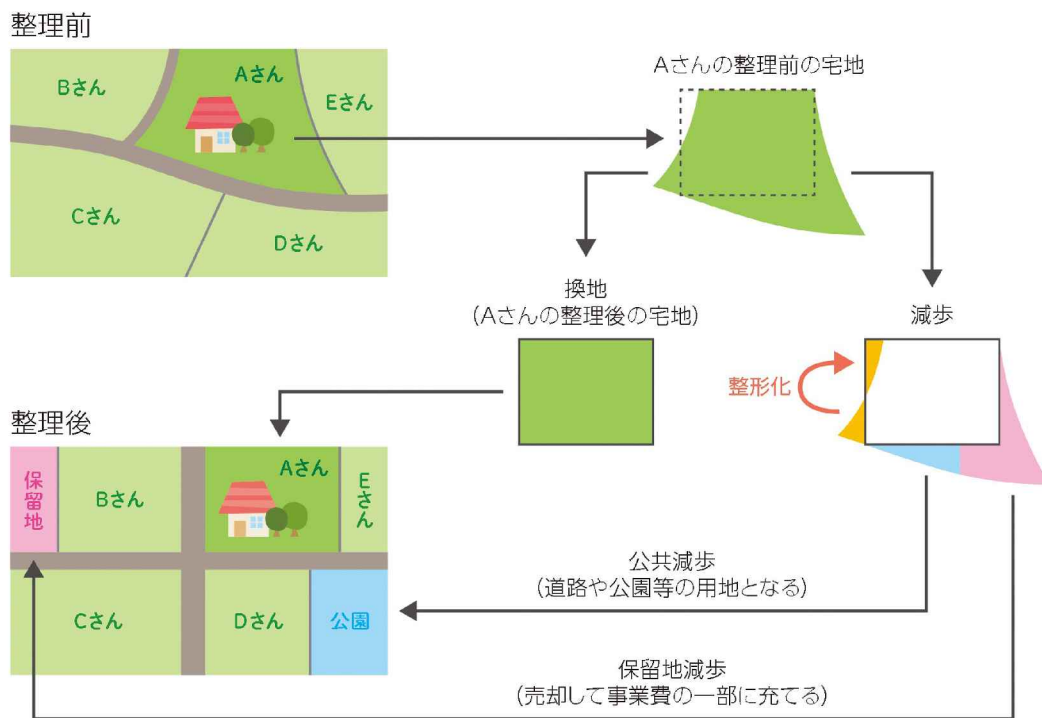 整理前
Bさん
Aさん
Eさん
Cさん
Dさん
Aさんの整理前の宅地
換地
(Aさんの整理後の宅地)
減歩
整形化
整理後
保留地
Bさん
Aさん
Eさん
Cさん
Dさん
公園
公共減歩
(道路や公園等の用地となる)
保留地減歩
(売却して事業費の一部に充てる)